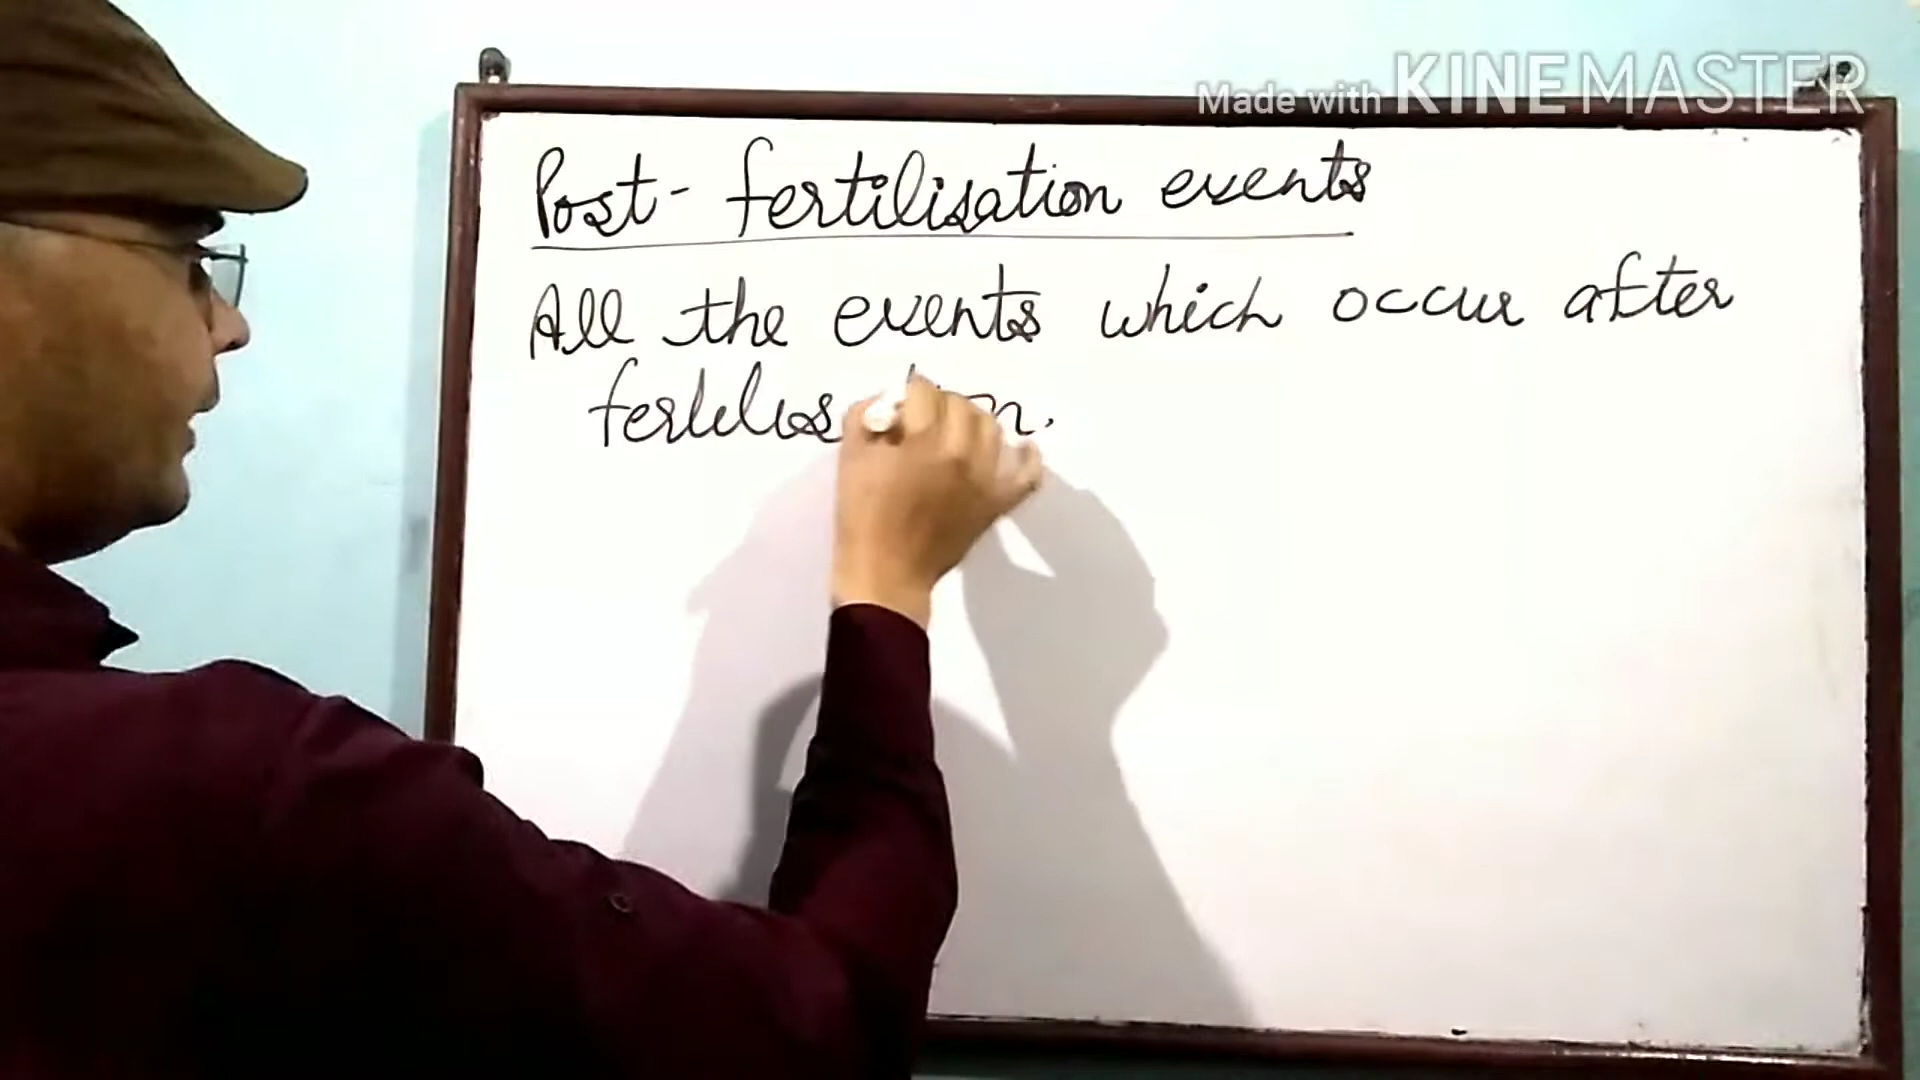 Made with KINEMASTER
Post-fertilisation events
All the events which occur after